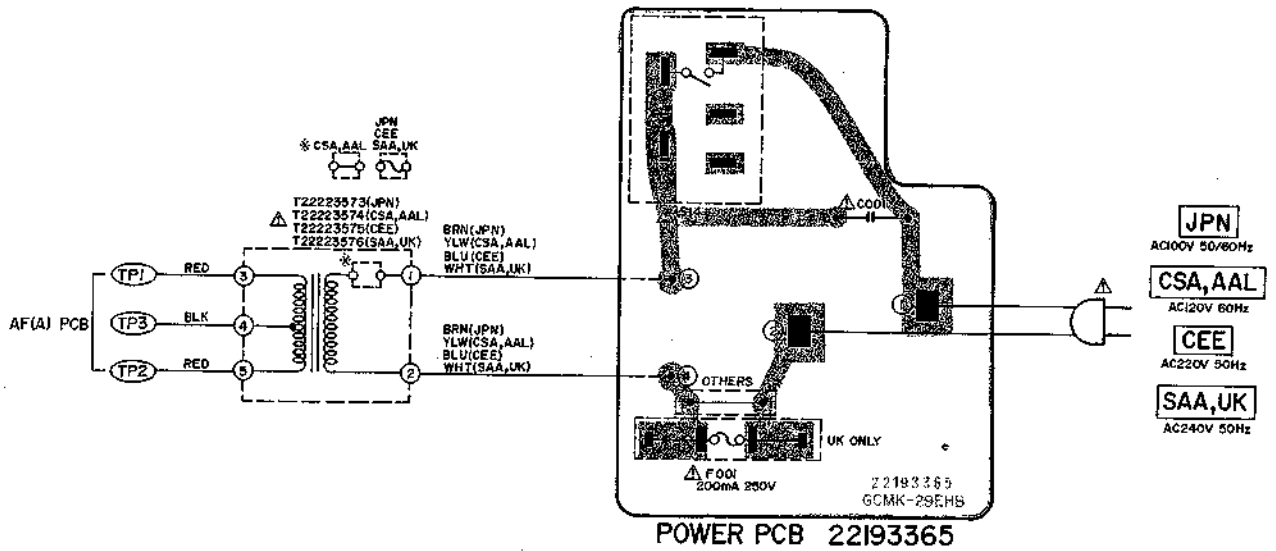 JPN
CEE
※ CSA,AAL SAA,UK
T22223573(JPN)
T22223574(CSA,AAL)
T22223575(CEE)
T22223576(SAA,UK)
BRN(JPN)
YLW(CSA,AAL)
BLU(CEE)
WHT(SAA,UK)
※
AF(A) PCB
TP1 RED 3
TP3 BLK 4
TP2 RED 5
1
2
BRN(JPN)
YLW(CSA,AAL)
BLU(CEE)
WHT(SAA,UK)
C001
3
1
2
4
OTHERS
UK ONLY
F001
200mA 250V
22193365
GCMK-29EHB
POWER PCB 22193365
JPN
AC100V 50/60Hz
CSA,AAL
AC120V 60Hz
CEE
AC220V 50Hz
SAA,UK
AC240V 50Hz